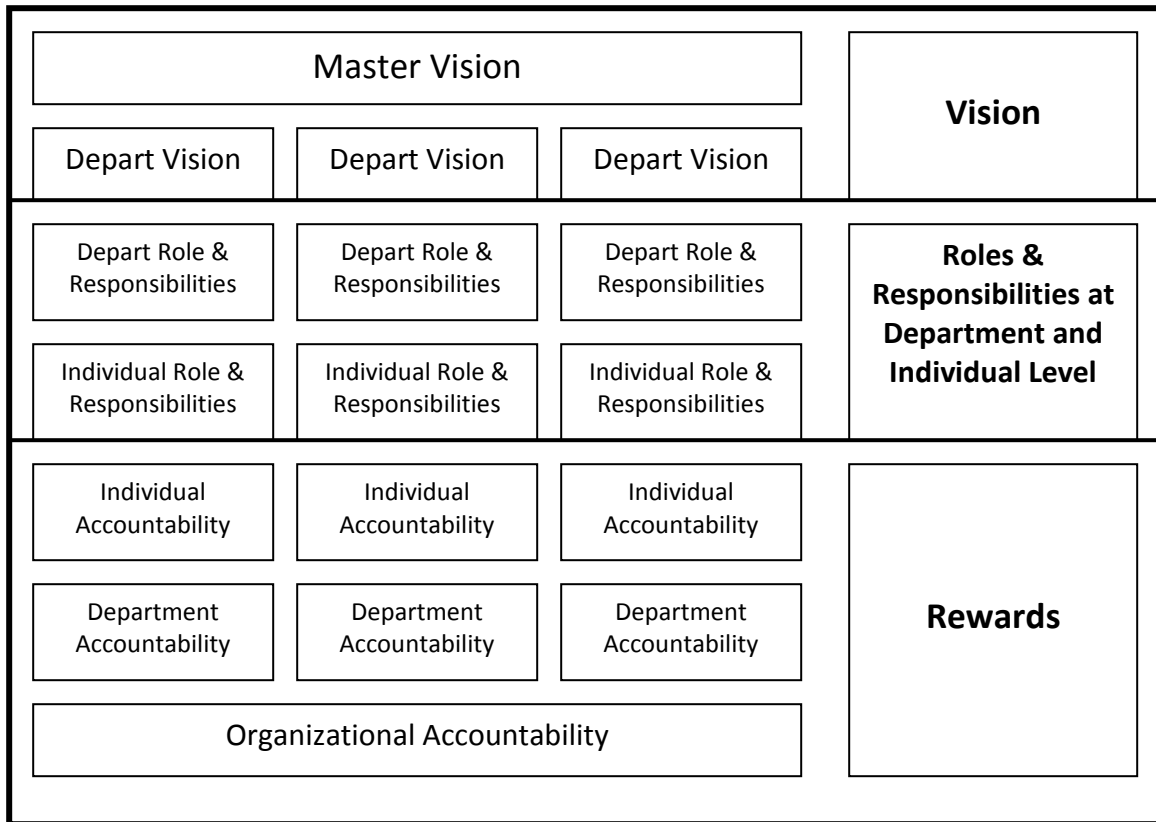 Master Vision
Vision
Depart Vision
Depart Vision
Depart Vision
Depart Role &
Responsibilities
Depart Role &
Responsibilities
Depart Role &
Responsibilities
Roles &
Responsibilities at
Department and
Individual Level
Individual Role &
Responsibilities
Individual Role &
Responsibilities
Individual Role &
Responsibilities
Individual
Accountability
Individual
Accountability
Individual
Accountability
Rewards
Department
Accountability
Department
Accountability
Department
Accountability
Organizational Accountability